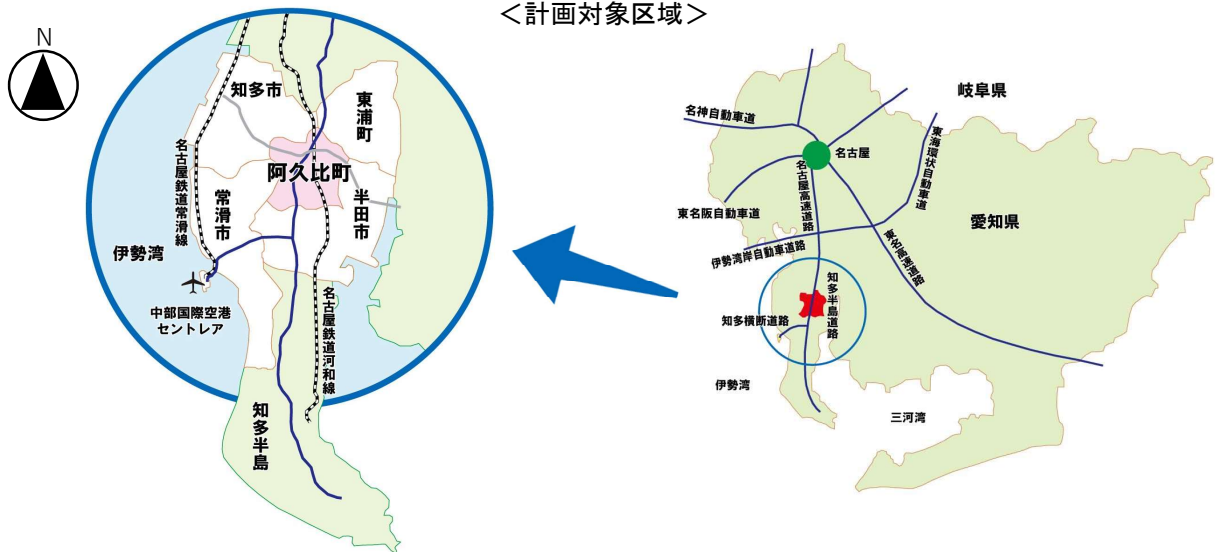 ＜計画対象区域＞
N
知多市
東浦町
阿久比町
名古屋鉄道常滑線
常滑市
半田市
伊勢湾
中部国際空港
セントレア
名古屋鉄道河和線
知多半島
岐阜県
名神自動車道
東海環状自動車道
名古屋
名古屋高速道路
東名阪自動車道
愛知県
伊勢湾岸自動車道路
東名高速道路
知多半島道路
知多横断道路
伊勢湾
三河湾